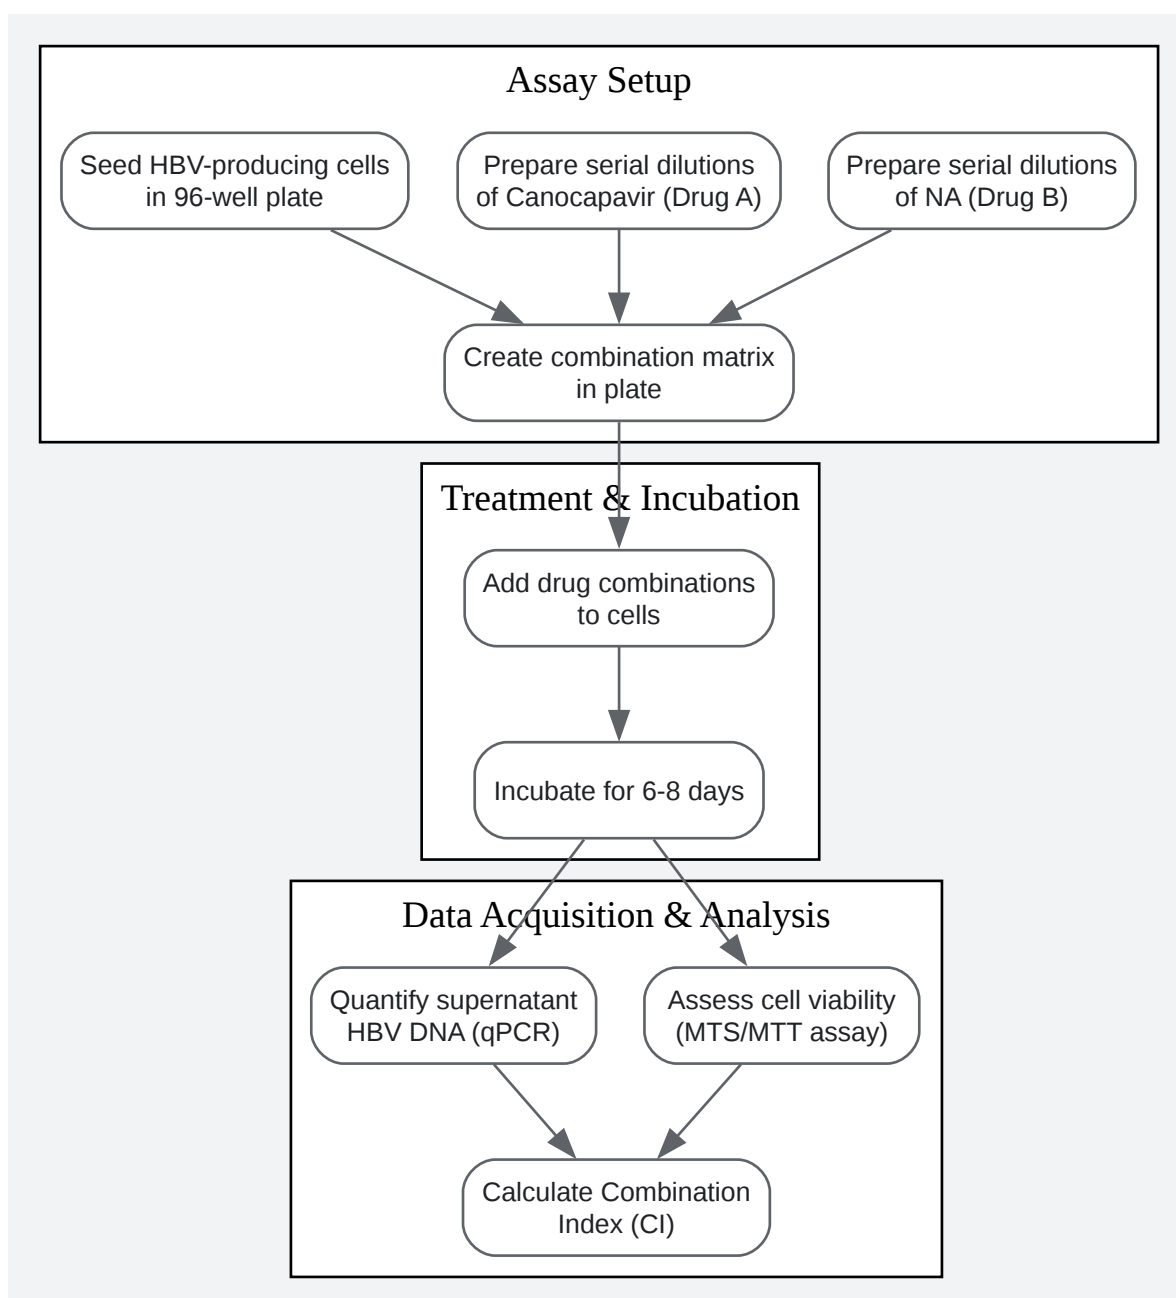 Assay Setup
Seed HBV-producing cells
in 96-well plate
Prepare serial dilutions
of Canocapavir (Drug A)
Prepare serial dilutions
of NA (Drug B)
Create combination matrix
in plate
Treatment & Incubation
Add drug combinations
to cells
Incubate for 6-8 days
Data Acquisition & Analysis
Quantify supernatant
HBV DNA (qPCR)
Assess cell viability
(MTS/MTT assay)
Calculate Combination
Index (CI)